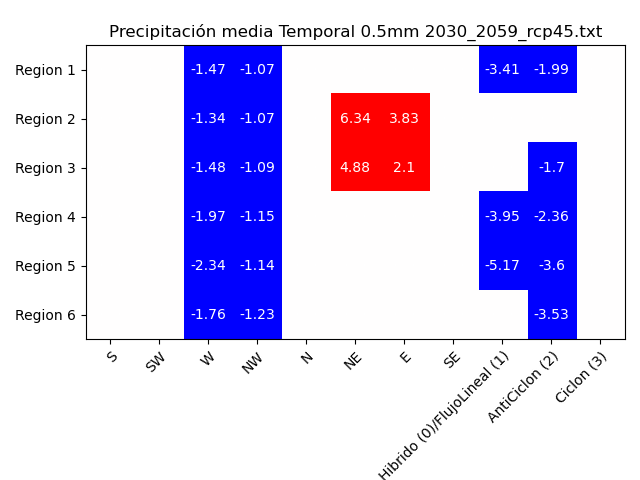 Precipitación media Temporal 0.5mm 2030_2059_rcp45.txt
Region 1 -1.47 -1.07 -3.41 -1.99
Region 2 -1.34 -1.07 6.34 3.83
Region 3 -1.48 -1.09 4.88 2.1 -1.7
Region 4 -1.97 -1.15 -3.95 -2.36
Region 5 -2.34 -1.14 -5.17 -3.6
Region 6 -1.76 -1.23 -3.53
S SW W NW N NE E SE Hibrido (0)/FlujoLineal (1) AntiCiclon (2) Ciclon (3)